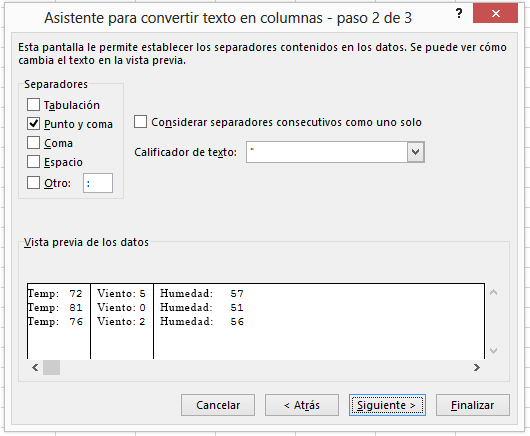 Asistente para convertir texto en columnas - paso 2 de 3 ?
Esta pantalla le permite establecer los separadores contenidos en los datos. Se puede ver cómo
cambia el texto en la vista previa.
Separadores
Tabulación
Punto y coma
Coma
Espacio
Otro: :
Considerar separadores consecutivos como uno solo
Calificador de texto: "
Vista previa de los datos
Temp: 72 Viento: 5 Humedad: 57
Temp: 81 Viento: 0 Humedad: 51
Temp: 76 Viento: 2 Humedad: 56
Cancelar < Atrás Siguiente > Finalizar